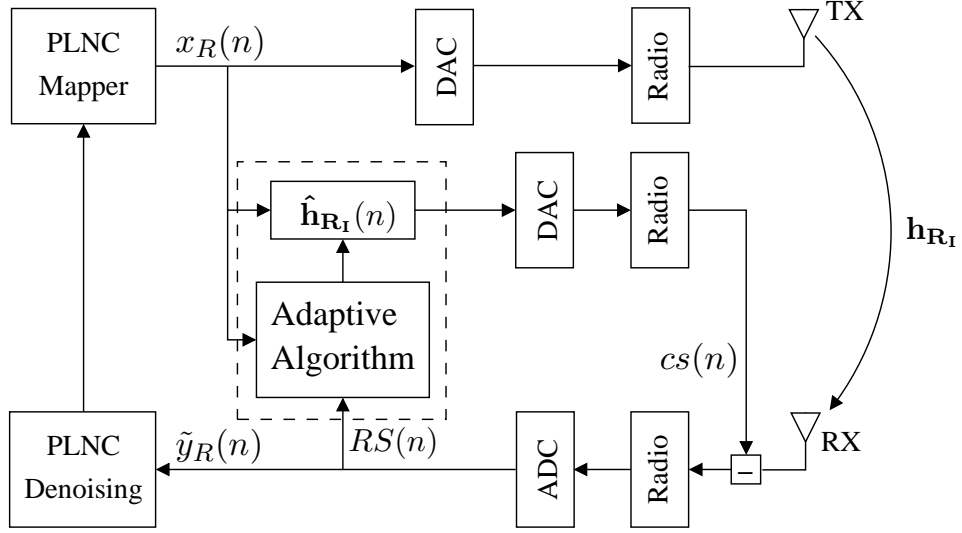 PLNC
Mapper
x_R(n)
DAC
Radio
TX
ĥ_{R_I}(n)
DAC
Radio
h_{R_I}
Adaptive
Algorithm
cs(n)
PLNC
Denoising
ỹ_R(n)
RS(n)
ADC
Radio
−
RX